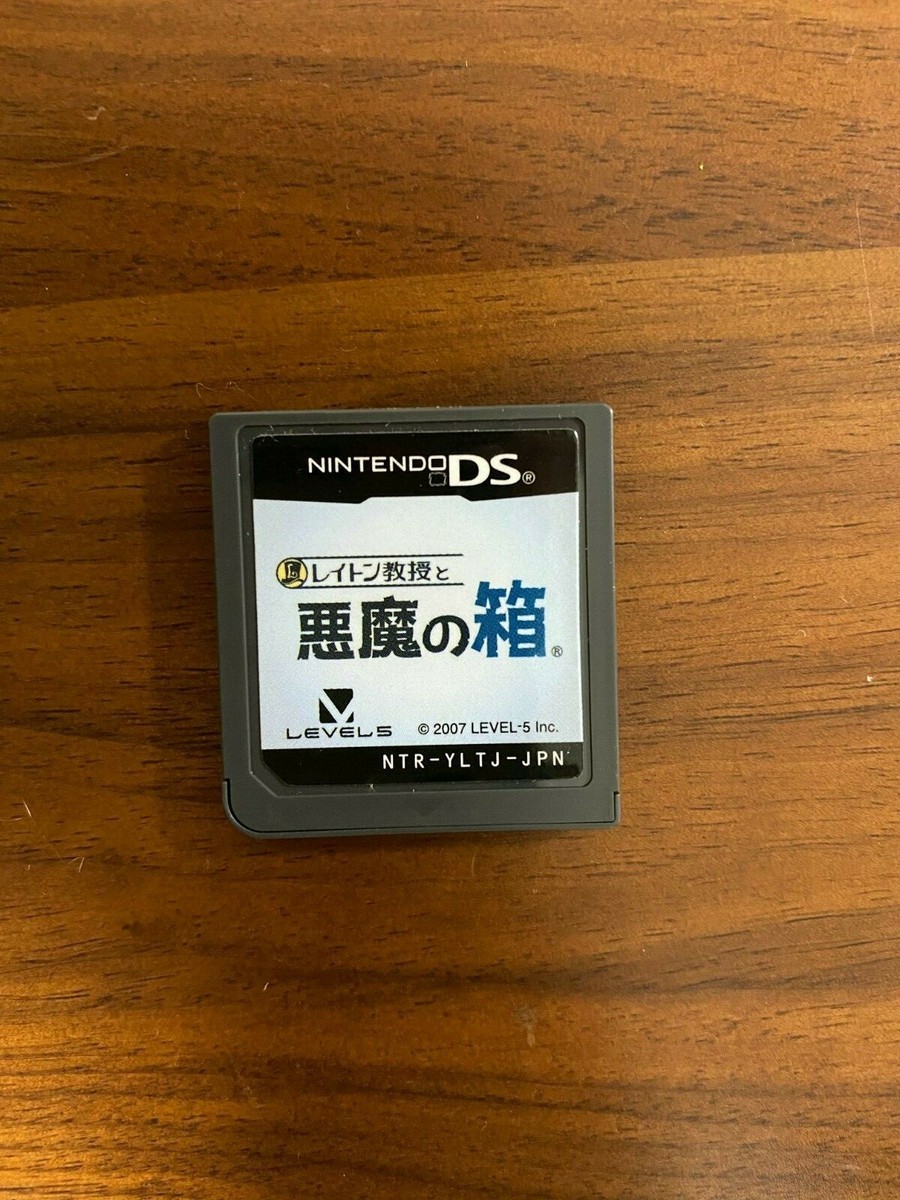 NINTENDO DS®
レイトン教授と
悪魔の箱®
LEVEL5
© 2007 LEVEL-5 Inc.
NTR-YLTJ-JPN